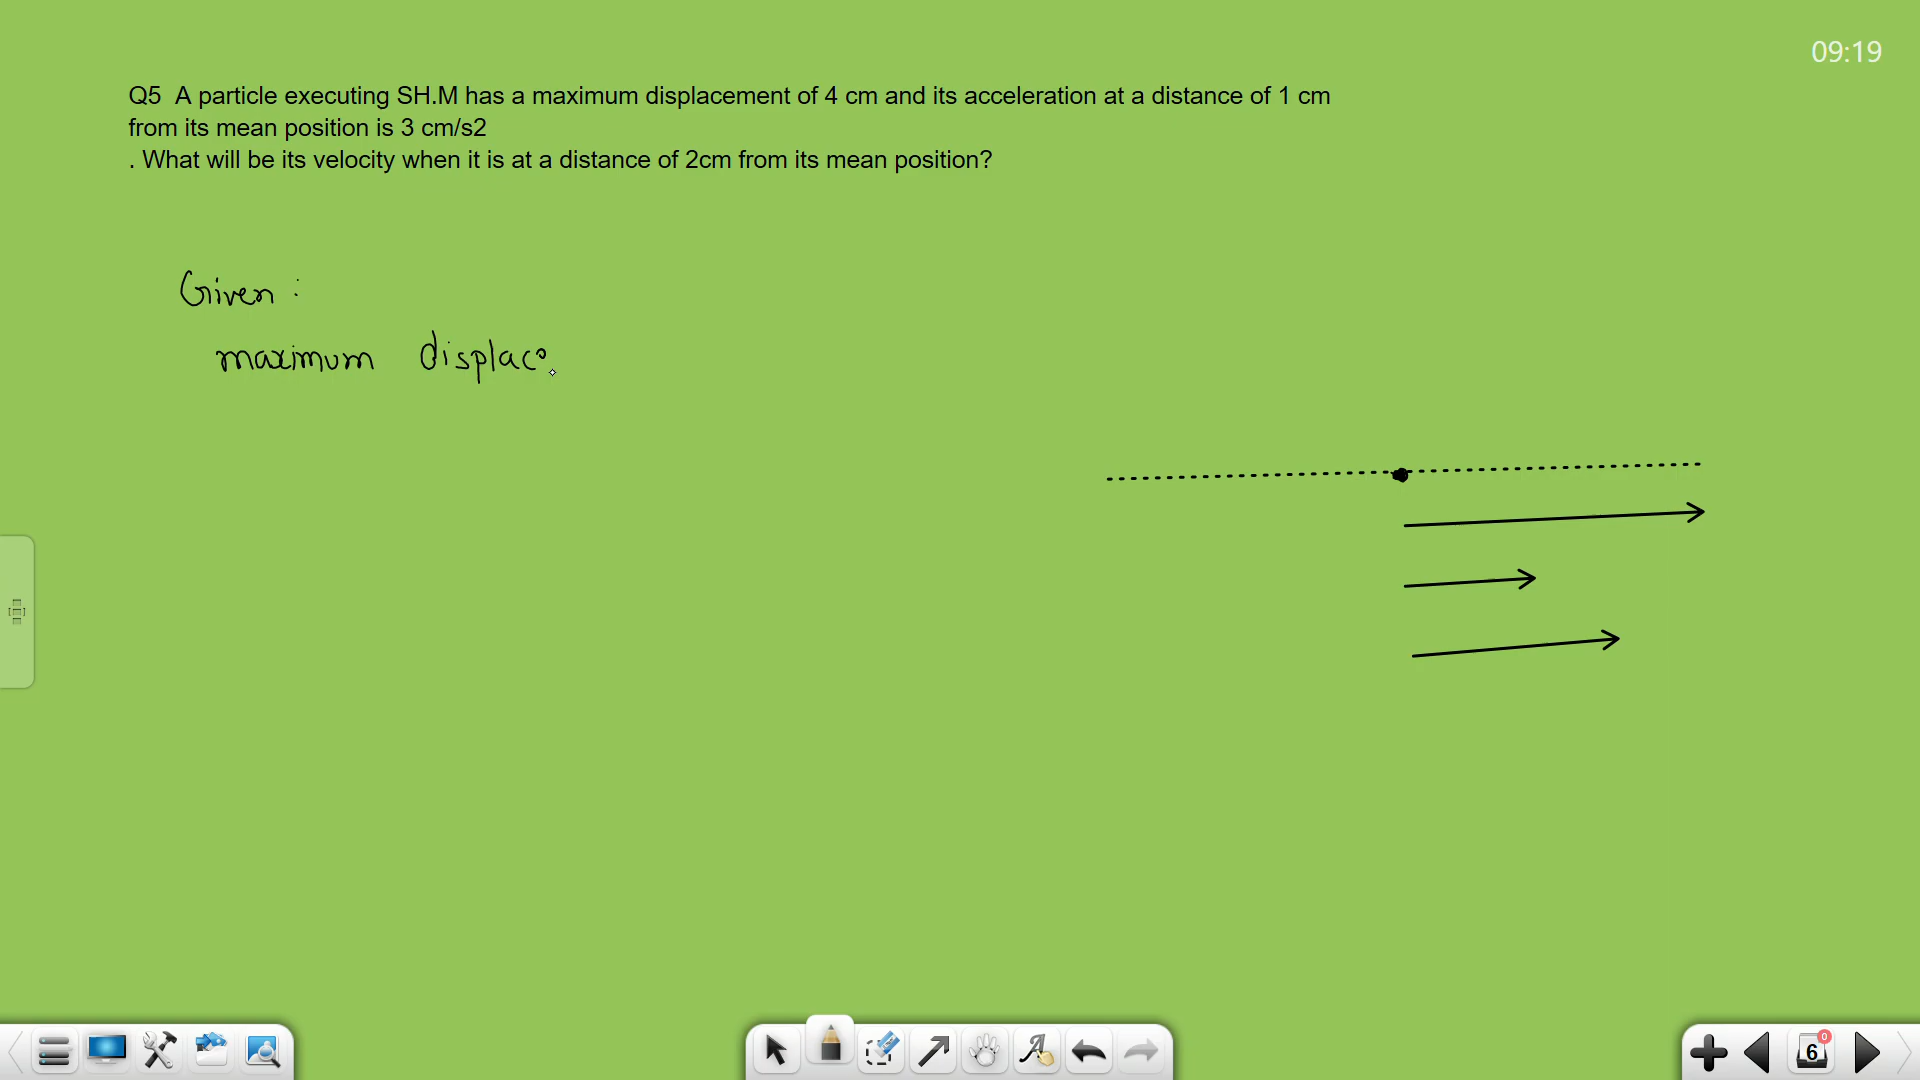 09:19
Q5 A particle executing SH.M has a maximum displacement of 4 cm and its acceleration at a distance of 1 cm
from its mean position is 3 cm/s2
. What will be its velocity when it is at a distance of 2cm from its mean position?
Given :
maximum displace
6
0